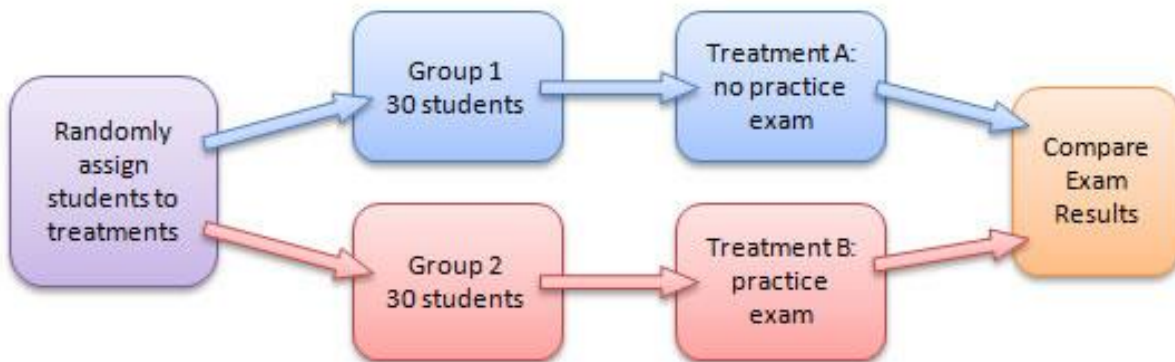 Randomly
assign
students to
treatments
Group 1
30 students
Treatment A:
no practice
exam
Group 2
30 students
Treatment B:
practice
exam
Compare
Exam
Results